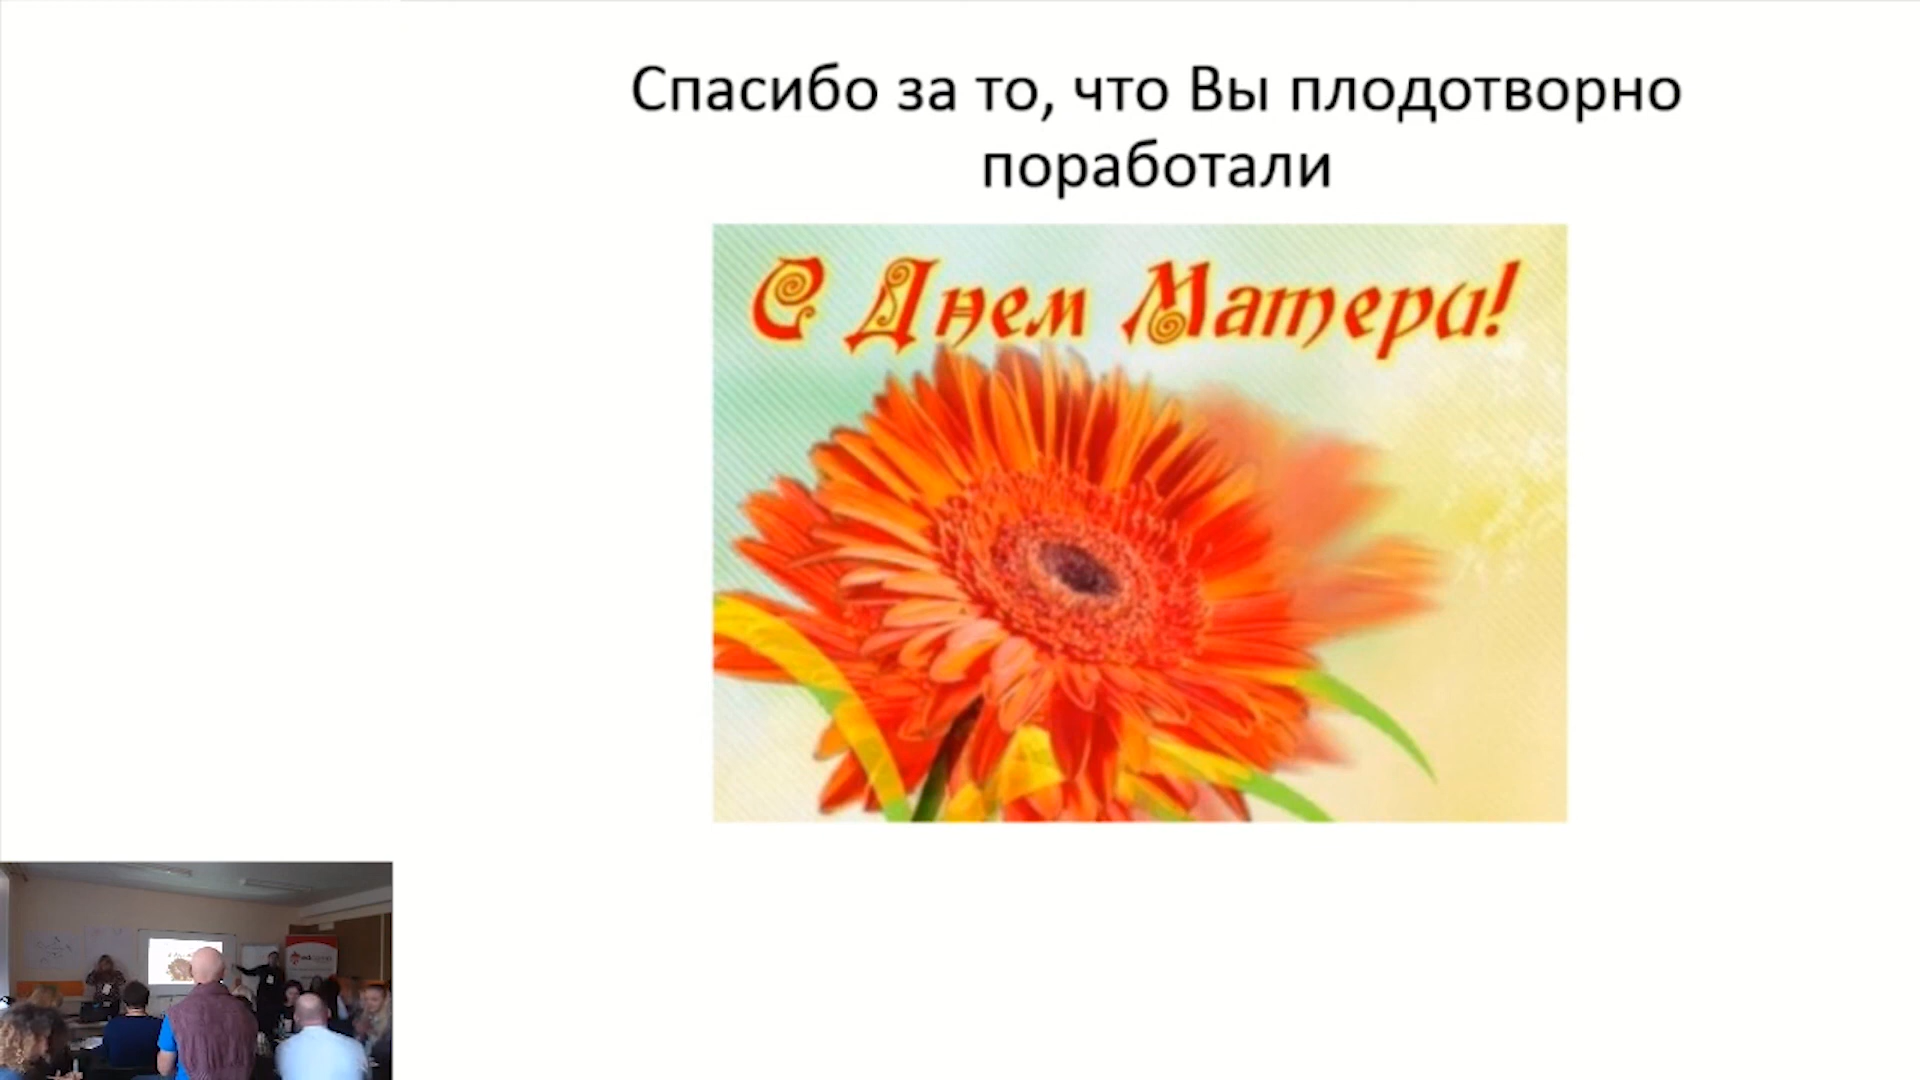 Спасибо за то, что Вы плодотворно
поработали
С Днем Матери!